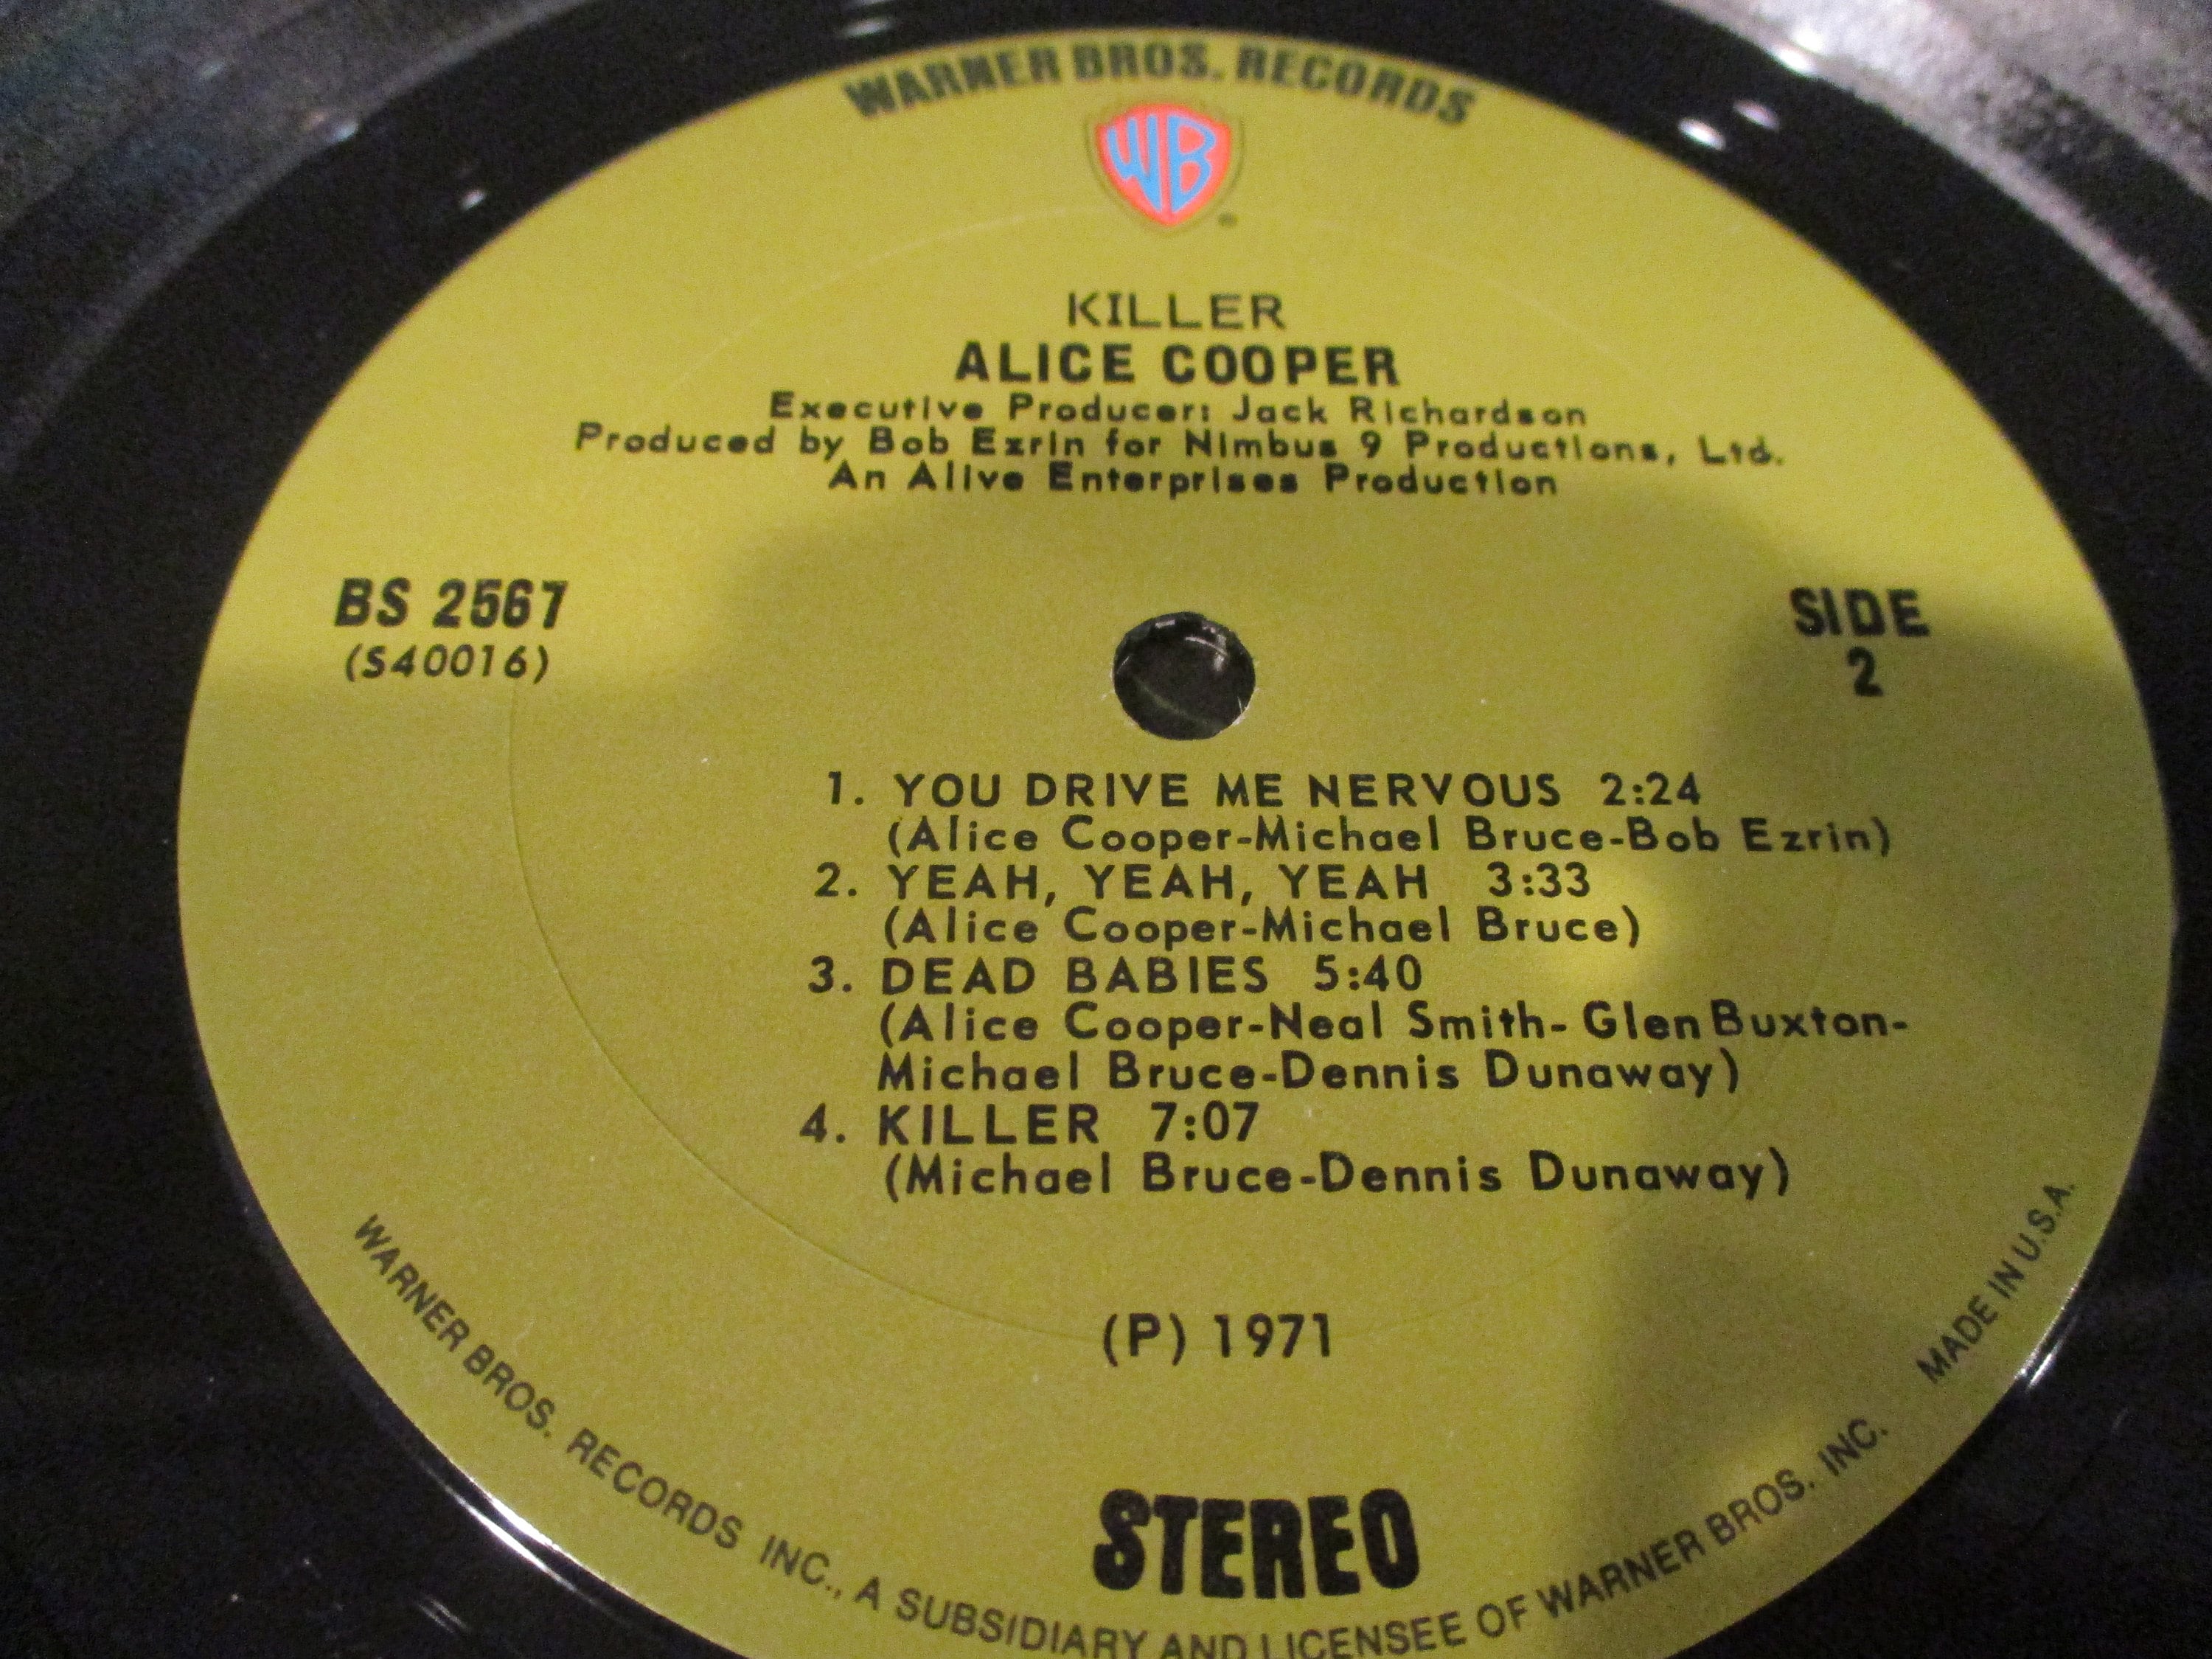 WARNER BROS. RECORDS
WB
KILLER
ALICE COOPER
Executive Producer: Jack Richardson
Produced by Bob Ezrin for Nimbus 9 Productions, Ltd.
An Alive Enterprises Production
BS 2567
(S40016)
SIDE
2
1. YOU DRIVE ME NERVOUS 2:24
(Alice Cooper-Michael Bruce-Bob Ezrin)
2. YEAH, YEAH, YEAH 3:33
(Alice Cooper-Michael Bruce)
3. DEAD BABIES 5:40
(Alice Cooper-Neal Smith-Glen Buxton-
Michael Bruce-Dennis Dunaway)
4. KILLER 7:07
(Michael Bruce-Dennis Dunaway)
(P) 1971
STEREO
WARNER BROS. RECORDS INC., A SUBSIDIARY AND LICENSEE OF WARNER BROS. INC. MADE IN U.S.A.